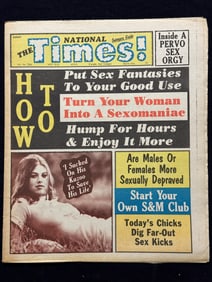 THE NATIONAL
Times!
Inside A
PERVO
SEX
ORGY
HOW
TO
Put Sex Fantasies
To Your Good Use
Turn Your Woman
Into A Sexomaniac
Hump For Hours
& Enjoy It More
'I Sucked
On His
Kazoo
To Save
His Life'
Are Males Or
Females More
Sexually Depraved
Start Your
Own S&M Club
Today's Chicks
Dig Far-Out
Sex Kicks